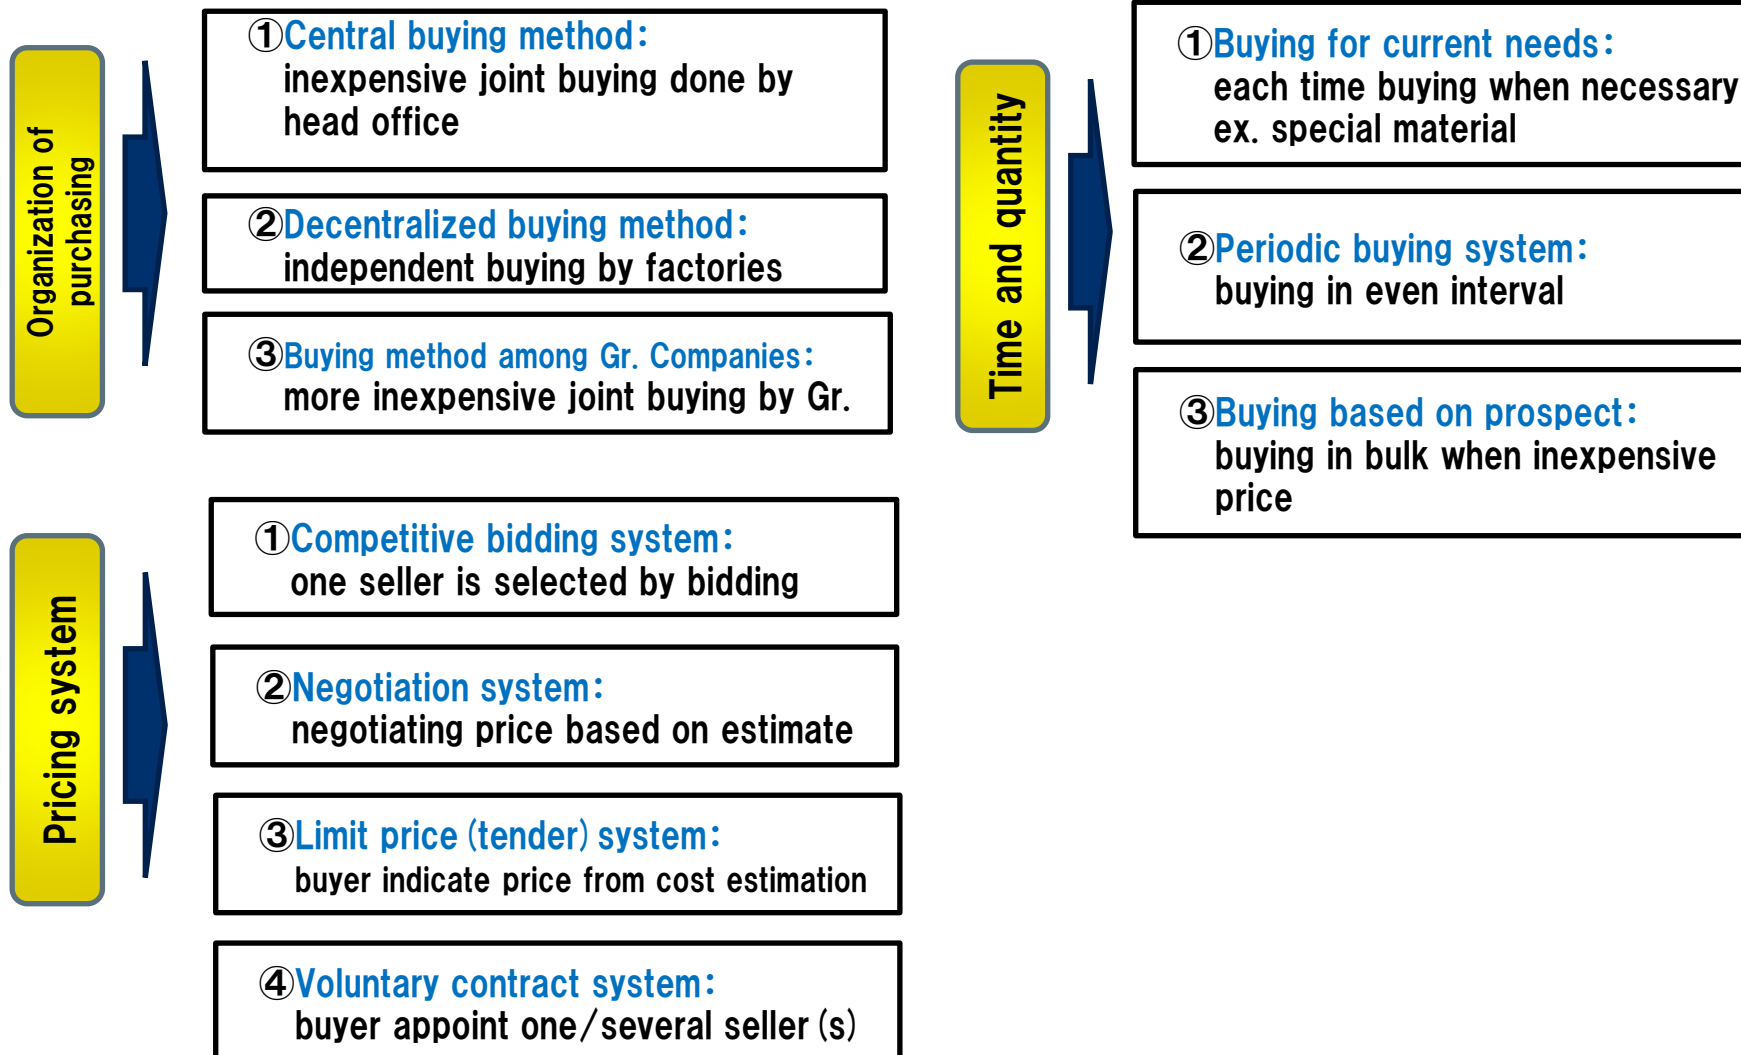 Organization of
purchasing
①Central buying method:
inexpensive joint buying done by
head office
②Decentralized buying method:
independent buying by factories
③Buying method among Gr. Companies:
more inexpensive joint buying by Gr.
Time and quantity
①Buying for current needs:
each time buying when necessary
ex. special material
②Periodic buying system:
buying in even interval
③Buying based on prospect:
buying in bulk when inexpensive
price
Pricing system
①Competitive bidding system:
one seller is selected by bidding
②Negotiation system:
negotiating price based on estimate
③Limit price (tender) system:
buyer indicate price from cost estimation
④Voluntary contract system:
buyer appoint one/several seller (s)